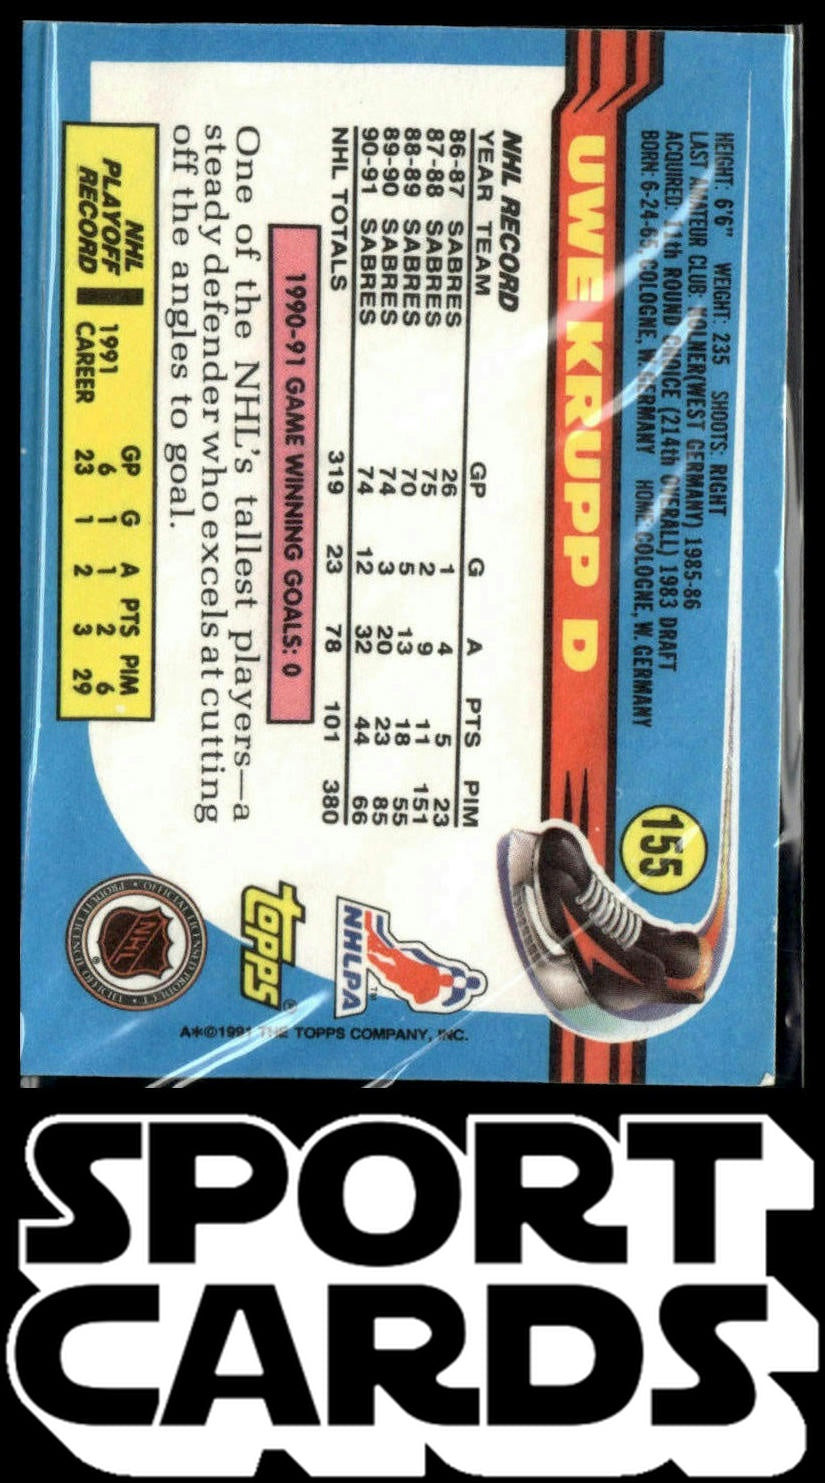 UWE KRUPP D
155
HEIGHT: 6'6" WEIGHT: 235 SHOOTS: RIGHT
LAST AMATEUR CLUB: KOLNER(WEST GERMANY) 1985-86
ACQUIRED: 11th ROUND CHOICE (214th OVERALL) 1983 DRAFT
BORN: 6-24-65, COLOGNE, W. GERMANY HOME: COLOGNE, W. GERMANY
NHL RECORD
YEAR TEAM GP G A PTS PIM
86-87 SABRES 26 1 4 5 23
87-88 SABRES 75 2 9 11 151
88-89 SABRES 70 5 13 18 55
89-90 SABRES 74 3 20 23 85
90-91 SABRES 74 12 32 44 66
NHL TOTALS 319 23 78 101 380
1990-91 GAME WINNING GOALS: 0
One of the NHL's tallest players—a
steady defender who excels at cutting
off the angles to goal.
NHL
PLAYOFF
RECORD
GP G A PTS PIM
1991 6 1 1 2 6
CAREER 23 1 2 3 29
NHLPA
TM
topps®
NHL
®
OFFICIAL LICENSED PRODUCT
A*©1991 THE TOPPS COMPANY, INC.
SPORT
CARDS